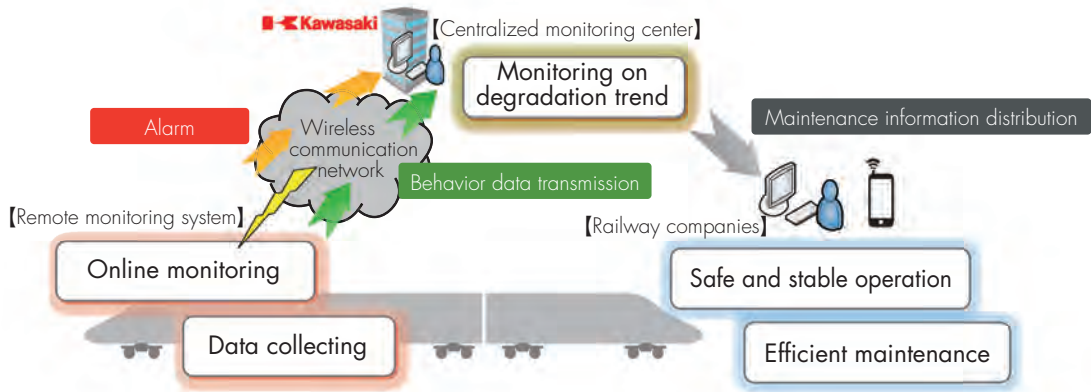 Kawasaki
【Centralized monitoring center】
Monitoring on
degradation trend
Alarm
Wireless
communication
network
Maintenance information distribution
Behavior data transmission
【Remote monitoring system】
【Railway companies】
Online monitoring
Safe and stable operation
Data collecting
Efficient maintenance